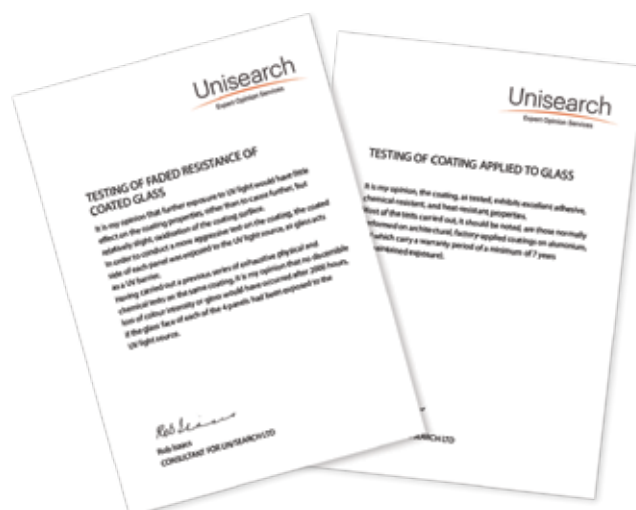 Unisearch
Expert Opinion Services
TESTING OF FADED RESISTANCE OF
COATED GLASS
It is my opinion that further exposure to UV light would have little
effect on the coating properties, other than to cause further, but
relatively slight, oxidisation of the coating surface.
In order to conduct a more aggressive test on the coating, the coated
side of each panel was exposed to the UV light source, as glass acts
as a UV barrier.
Having carried out a previous series of exhaustive physical and
chemical tests on the same coating. It is my opinion that no discernible
loss of colour intensity or gloss would have occurred after 2000 hours,
if the glass face of each of the 4 panels had been exposed to the
UV light source.
Rob Isaacs
Rob Isaacs
CONSULTANT FOR UNISEARCH LTD
Unisearch
Expert Opinion Services
TESTING OF COATING APPLIED TO GLASS
It is my opinion, the coating, as tested, exhibits excellent adhesive,
chemical resistent, and heat resistant properties.
Most of the tests carried out, it should be noted, are those normally
performed on architectural, factory-applied coatings on aluminium,
which carry a warranty period of a minimum of 7 years
exposure).
LTD